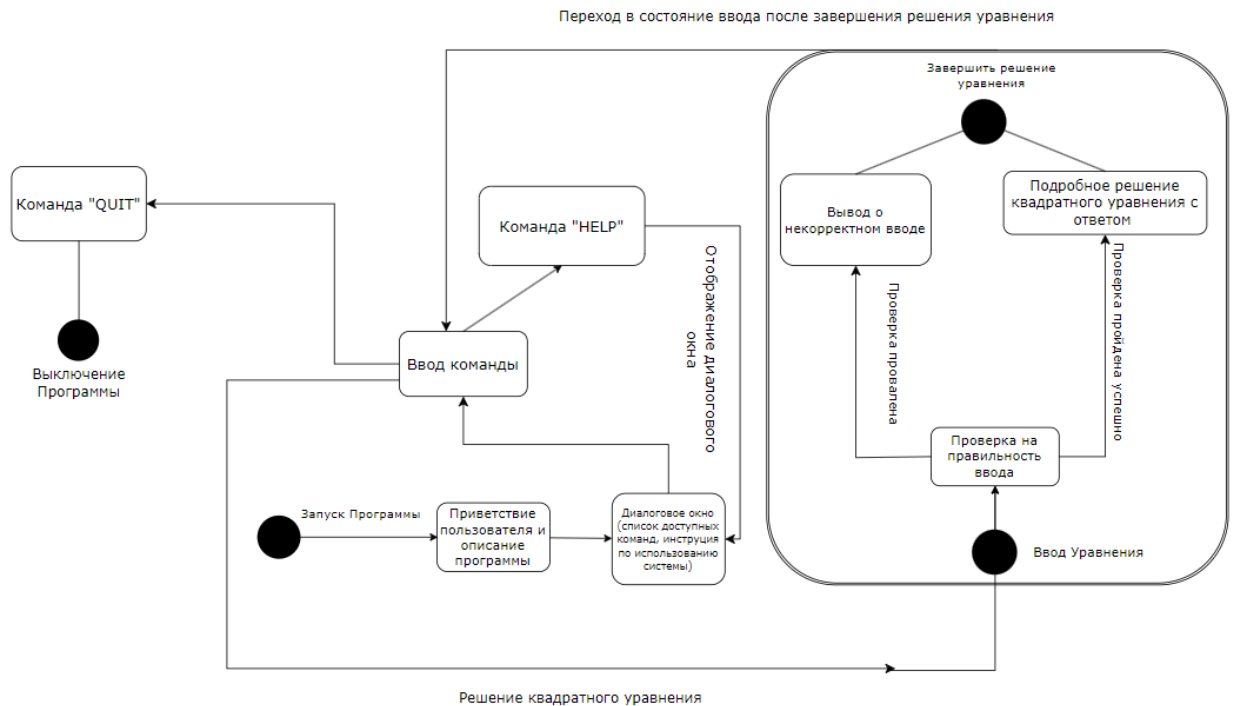 Переход в состояние ввода после завершения решения уравнения
Завершить решение
уравнения
Команда "QUIT"
Команда "HELP"
Вывод о
некорректном вводе
Подробное решение
квадратного уравнения с
ответом
Отображение диалогового
окна
Проверка провалена
Проверка пройдена успешно
Выключение
Программы
Ввод команды
Проверка на
правильность
ввода
Запуск Программы
Приветствие
пользователя и
описание
программы
Диалоговое окно
(список доступных
команд, инструция
по использованию
системы)
Ввод Уравнения
Решение квадратного уравнения